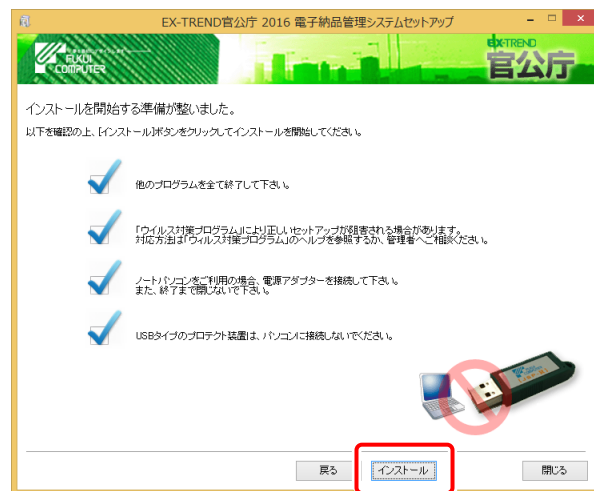 EX-TREND官公庁 2016 電子納品管理システムセットアップ
FUKUI
COMPUTER
EX-TREND
官公庁
インストールを開始する準備が整いました。
以下を確認の上、[インストール]ボタンをクリックしてインストールを開始してください。
他のプログラムを全て終了して下さい。
「ウイルス対策プログラム」により正しいセットアップが阻害される場合があります。
対応方法は「ウィルス対策プログラム」のヘルプを参照するか、管理者へご相談ください。
ノートパソコンをご利用の場合、電源アダプターを接続して下さい。
また、終了まで閉じないで下さい。
USBタイプのプロテクト装置は、パソコンに接続しないでください。
戻る
インストール
閉じる